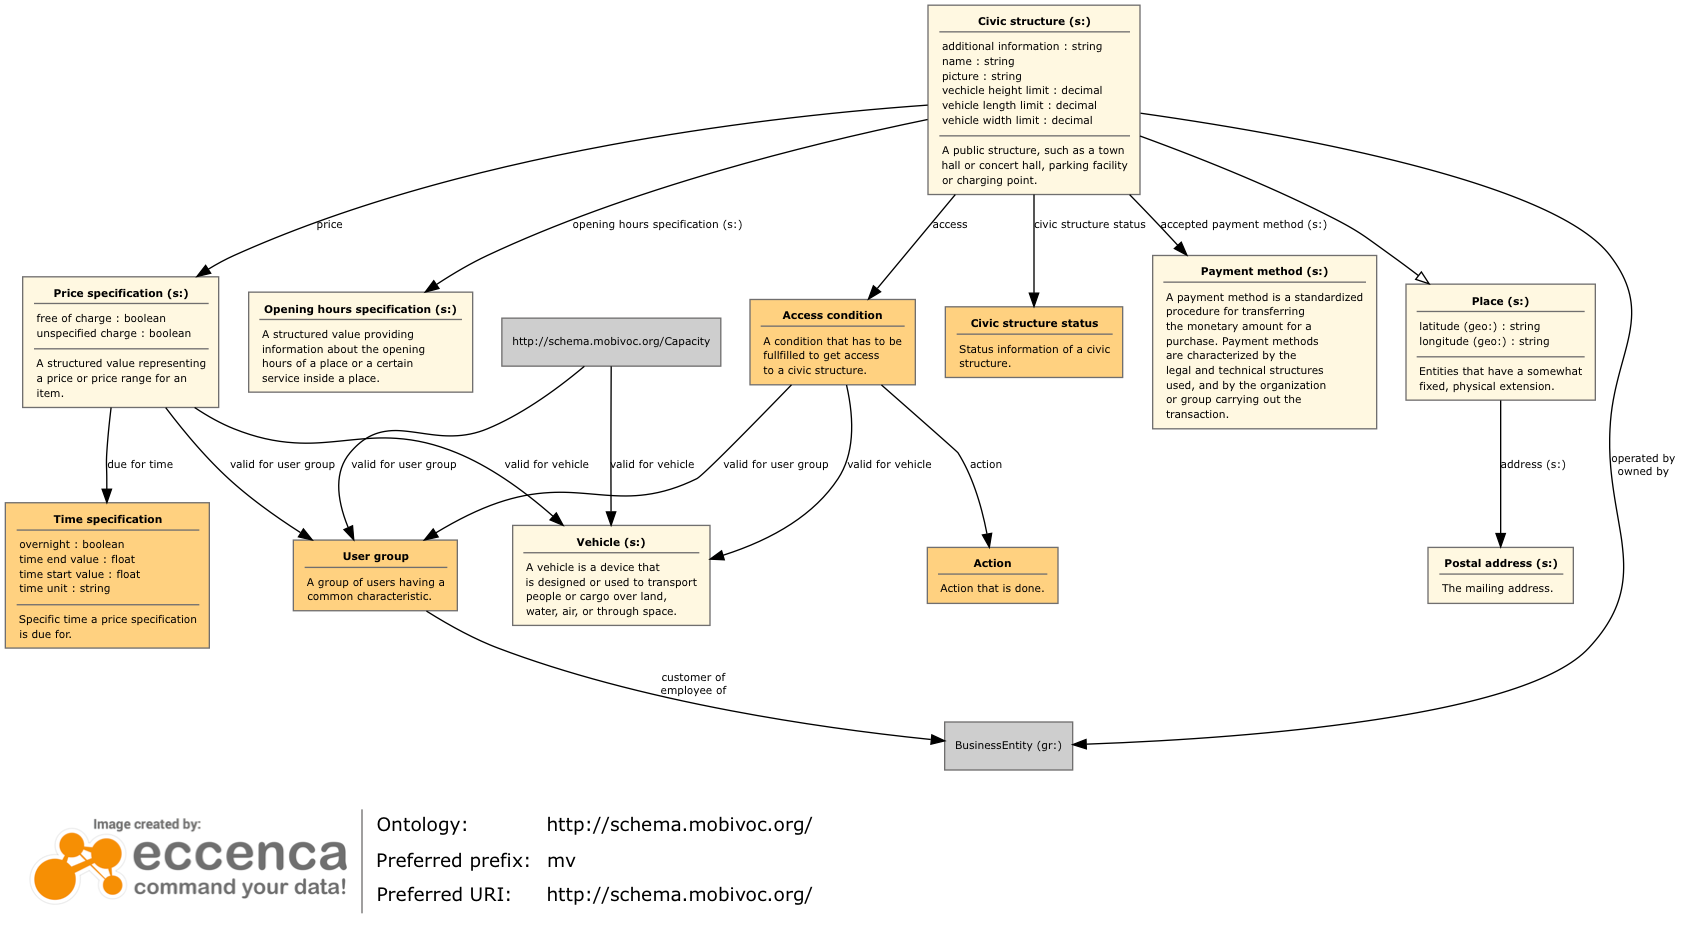 Civic structure (s:)
additional information : string
name : string
picture : string
vechicle height limit : decimal
vehicle length limit : decimal
vehicle width limit : decimal
A public structure, such as a town
hall or concert hall, parking facility
or charging point.
price
opening hours specification (s:)
access
civic structure status
accepted payment method (s:)
Price specification (s:)
free of charge : boolean
unspecified charge : boolean
A structured value representing
a price or price range for an
item.
Opening hours specification (s:)
A structured value providing
information about the opening
hours of a place or a certain
service inside a place.
http://schema.mobivoc.org/Capacity
Access condition
A condition that has to be
fullfilled to get access
to a civic structure.
Civic structure status
Status information of a civic
structure.
Payment method (s:)
A payment method is a standardized
procedure for transferring
the monetary amount for a
purchase. Payment methods
are characterized by the
legal and technical structures
used, and by the organization
or group carrying out the
transaction.
Place (s:)
latitude (geo:) : string
longitude (geo:) : string
Entities that have a somewhat
fixed, physical extension.
due for time
valid for user group
valid for user group
valid for vehicle
valid for vehicle
valid for user group
valid for vehicle
action
address (s:)
operated by
owned by
Time specification
overnight : boolean
time end value : float
time start value : float
time unit : string
Specific time a price specification
is due for.
User group
A group of users having a
common characteristic.
Vehicle (s:)
A vehicle is a device that
is designed or used to transport
people or cargo over land,
water, air, or through space.
Action
Action that is done.
Postal address (s:)
The mailing address.
customer of
employee of
BusinessEntity (gr:)
Image created by:
eccenca
command your data!
Ontology: http://schema.mobivoc.org/
Preferred prefix: mv
Preferred URI: http://schema.mobivoc.org/